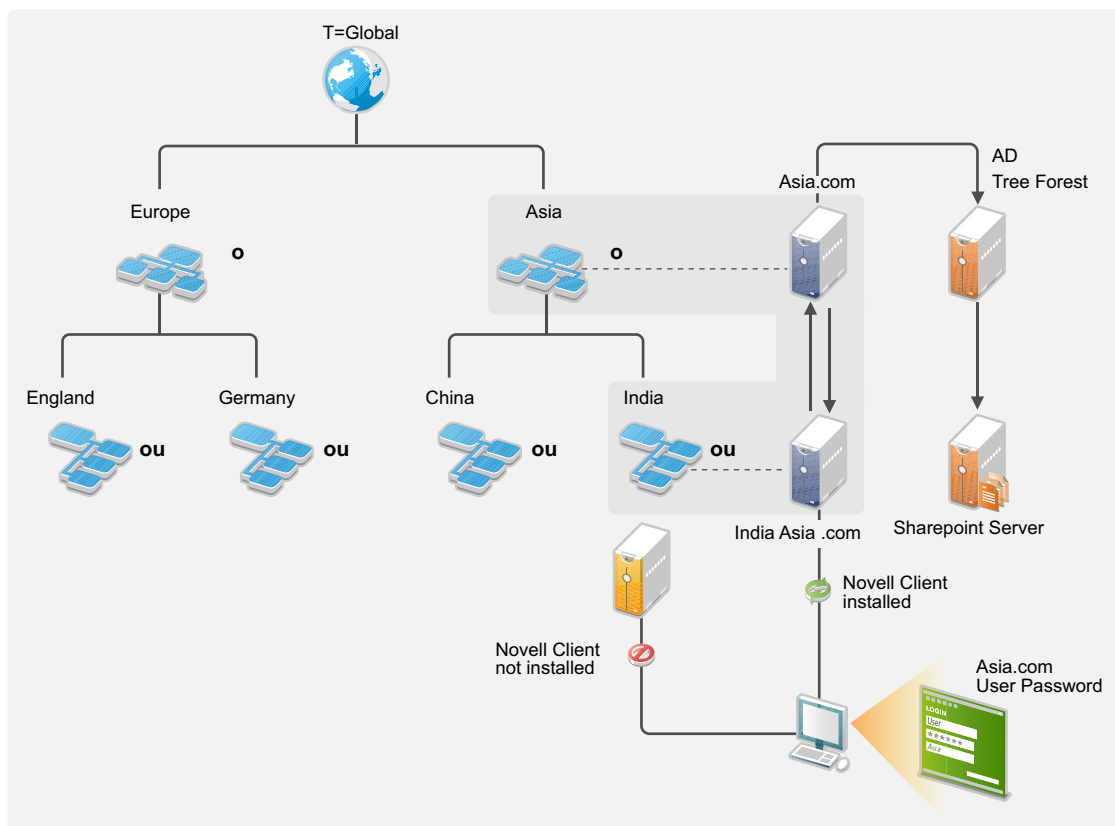 T=Global
Europe
o
Asia
o
Asia.com
AD
Tree Forest
England
ou
Germany
ou
China
ou
India
ou
India Asia .com
Sharepoint Server
Novell Client
installed
Novell Client
not installed
Asia.com
User Password
LOGIN
User
******
Asia